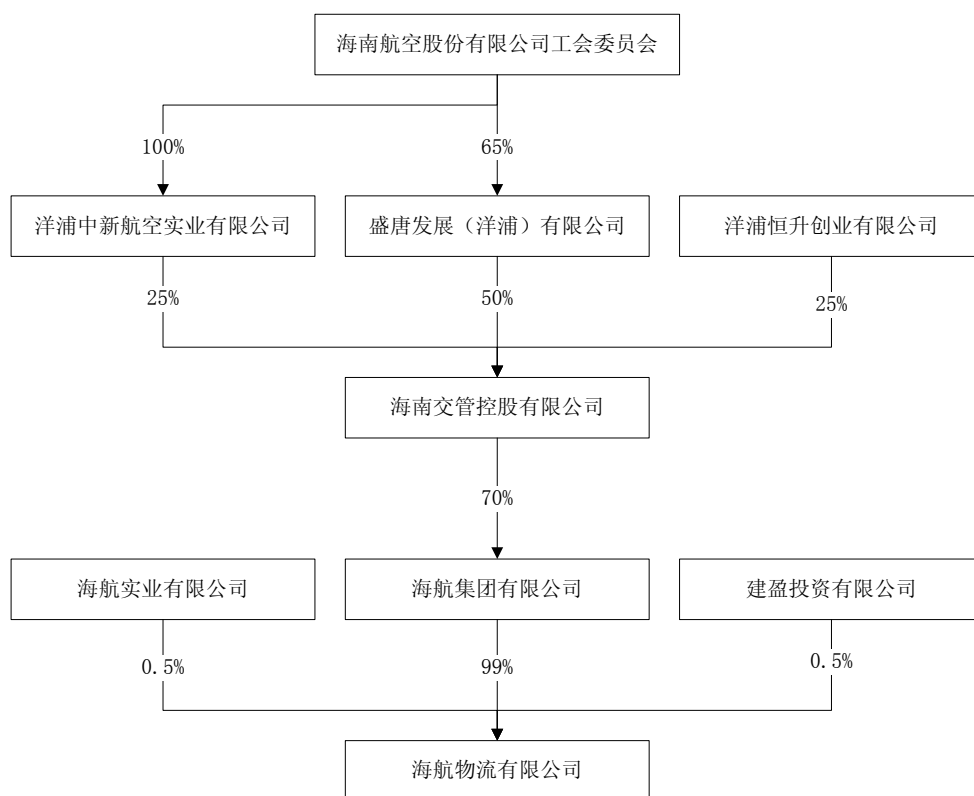 海南航空股份有限公司工会委员会
100%
65%
洋浦中新航空实业有限公司
盛唐发展（洋浦）有限公司
洋浦恒升创业有限公司
25%
50%
25%
海南交管控股有限公司
70%
海航实业有限公司
海航集团有限公司
建盈投资有限公司
0.5%
99%
0.5%
海航物流有限公司